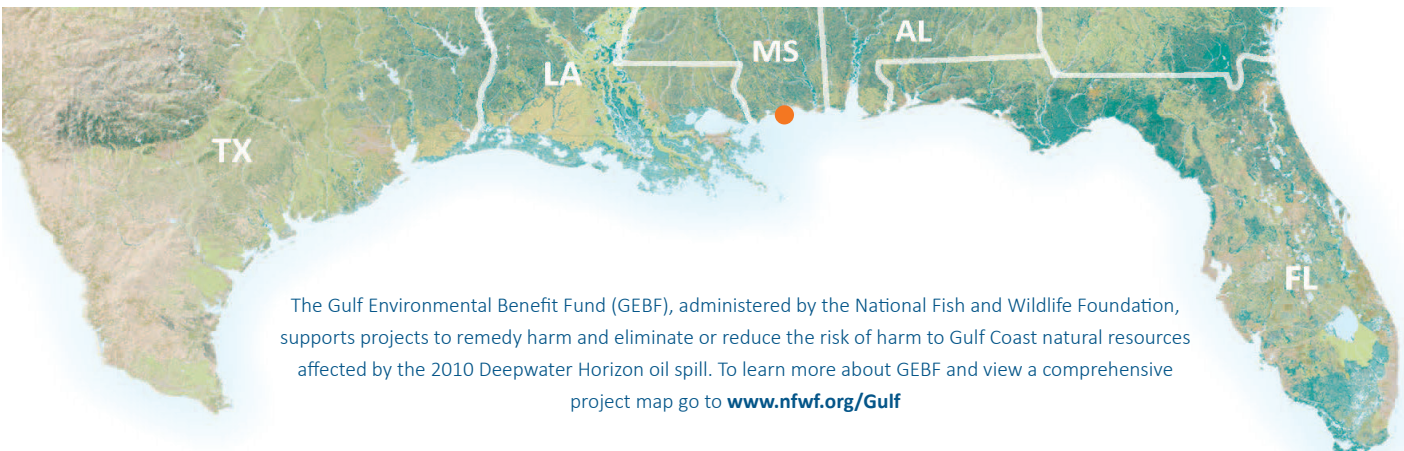 AL
MS
LA
TX
FL
The Gulf Environmental Benefit Fund (GEBF), administered by the National Fish and Wildlife Foundation,
supports projects to remedy harm and eliminate or reduce the risk of harm to Gulf Coast natural resources
affected by the 2010 Deepwater Horizon oil spill. To learn more about GEBF and view a comprehensive
project map go to www.nfwf.org/Gulf